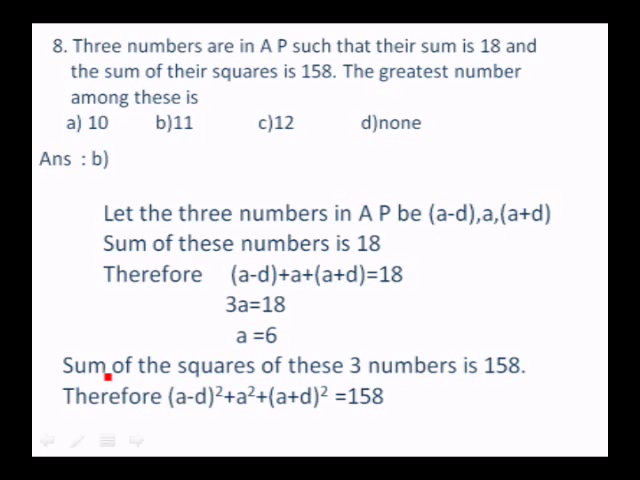 8. Three numbers are in A P such that their sum is 18 and
the sum of their squares is 158. The greatest number
among these is
a) 10 b)11 c)12 d)none
Ans : b)
Let the three numbers in A P be (a-d),a,(a+d)
Sum of these numbers is 18
Therefore (a-d)+a+(a+d)=18
3a=18
a =6
Sum of the squares of these 3 numbers is 158.
Therefore (a-d)²+a²+(a+d)² =158